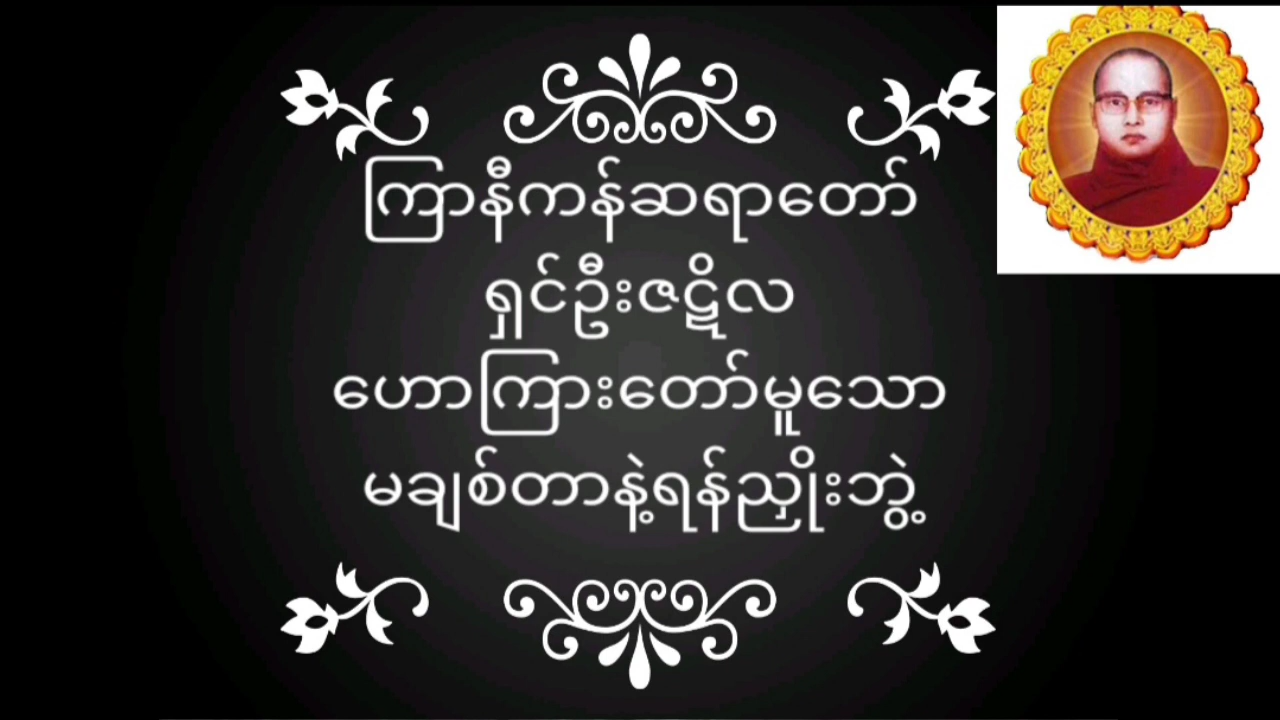 ကြာနီကန်ဆရာတော်
ရှင်ဦးဇဋိလ
ဟောကြားတော်မူသော
မချစ်တာနဲ့ရန်ညှိုးဘွဲ့